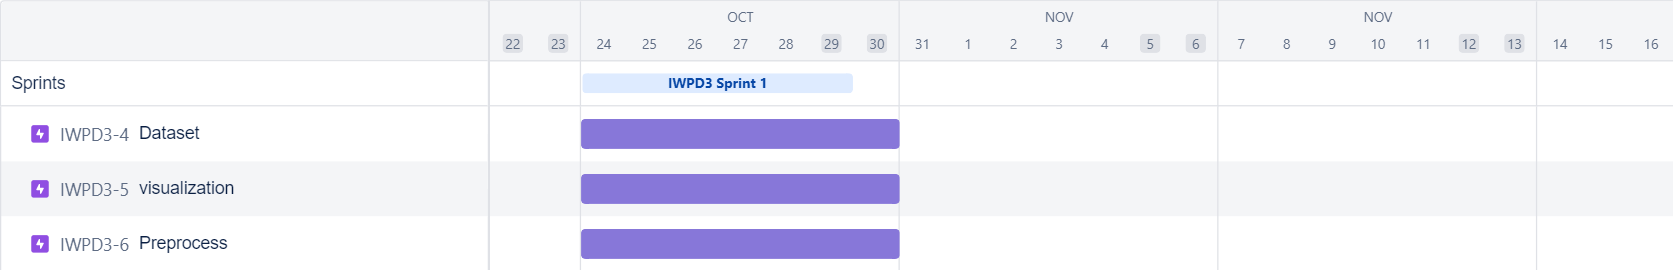 OCT NOV NOV
22 23 24 25 26 27 28 29 30 31 1 2 3 4 5 6 7 8 9 10 11 12 13 14 15 16
Sprints IWPD3 Sprint 1
IWPD3-4 Dataset
IWPD3-5 visualization
IWPD3-6 Preprocess